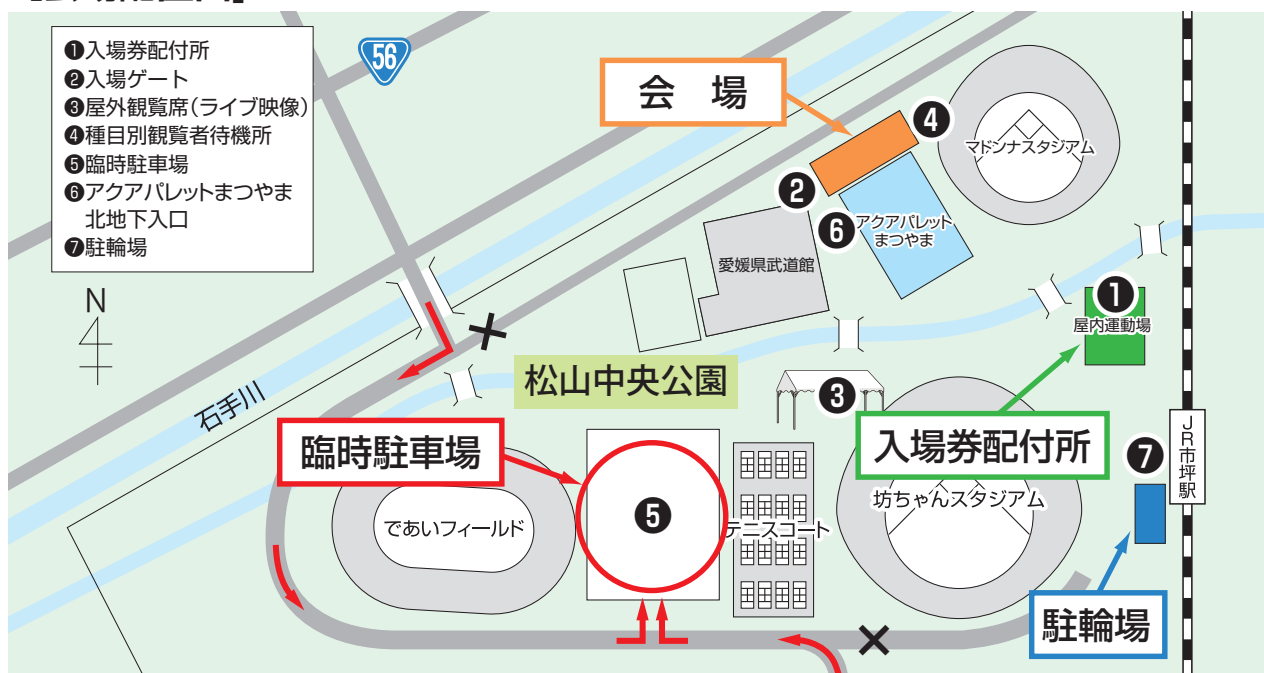 ❶入場券配付所
❷入場ゲート
❸屋外観覧席（ライブ映像）
❹種目別観覧者待機所
❺臨時駐車場
❻アクアパレットまつやま
北地下入口
❼駐輪場
N
56
会　場
❹
マドンナスタジアム
❷
❻
アクアパレット
まつやま
愛媛県武道館
❶
屋内運動場
石手川
松山中央公園
❸
臨時駐車場
入場券配付所
JR市坪駅
❼
であいフィールド
❺
テニスコート
坊ちゃんスタジアム
駐輪場